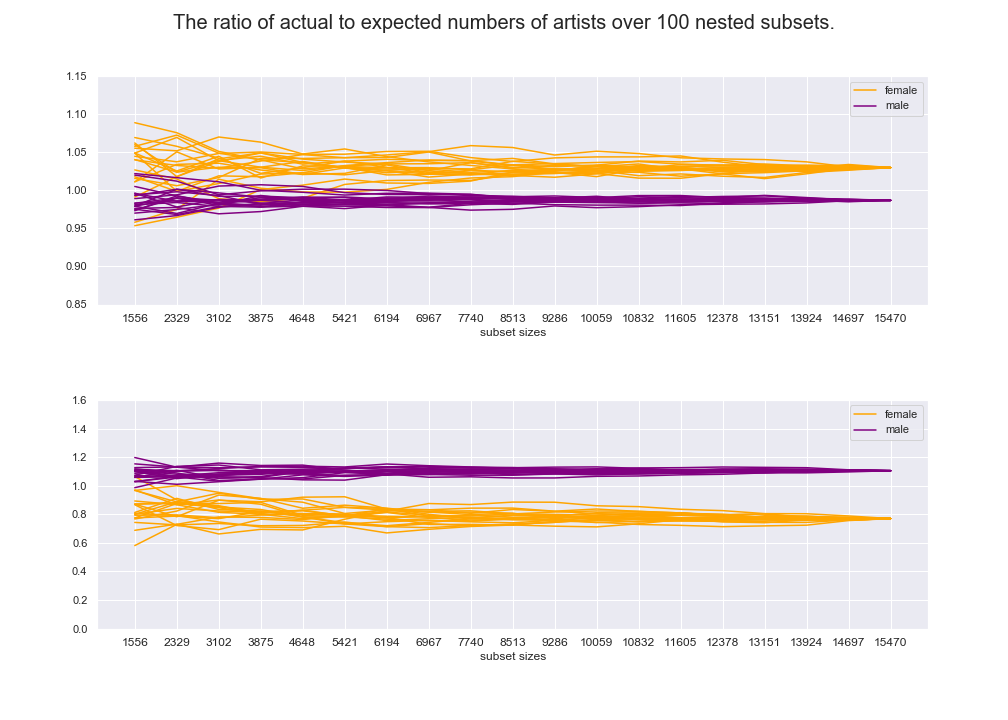 The ratio of actual to expected numbers of artists over 100 nested subsets.
1.15
1.10
1.05
1.00
0.95
0.90
0.85
female
male
1556 2329 3102 3875 4648 5421 6194 6967 7740 8513 9286 10059 10832 11605 12378 13151 13924 14697 15470
subset sizes
1.6
1.4
1.2
1.0
0.8
0.6
0.4
0.2
0.0
female
male
1556 2329 3102 3875 4648 5421 6194 6967 7740 8513 9286 10059 10832 11605 12378 13151 13924 14697 15470
subset sizes